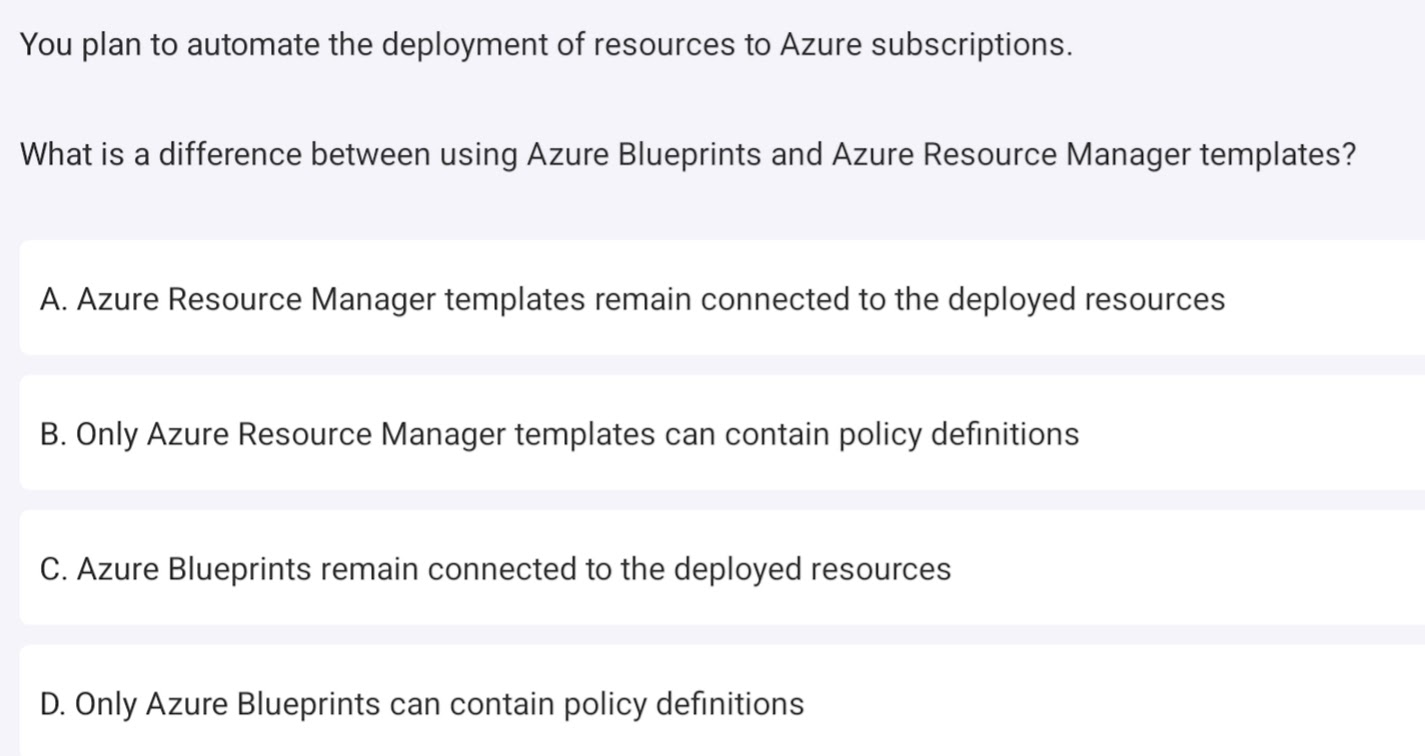 You plan to automate the deployment of resources to Azure subscriptions.
What is a difference between using Azure Blueprints and Azure Resource Manager templates?
A. Azure Resource Manager templates remain connected to the deployed resources
B. Only Azure Resource Manager templates can contain policy definitions
C. Azure Blueprints remain connected to the deployed resources
D. Only Azure Blueprints can contain policy definitions